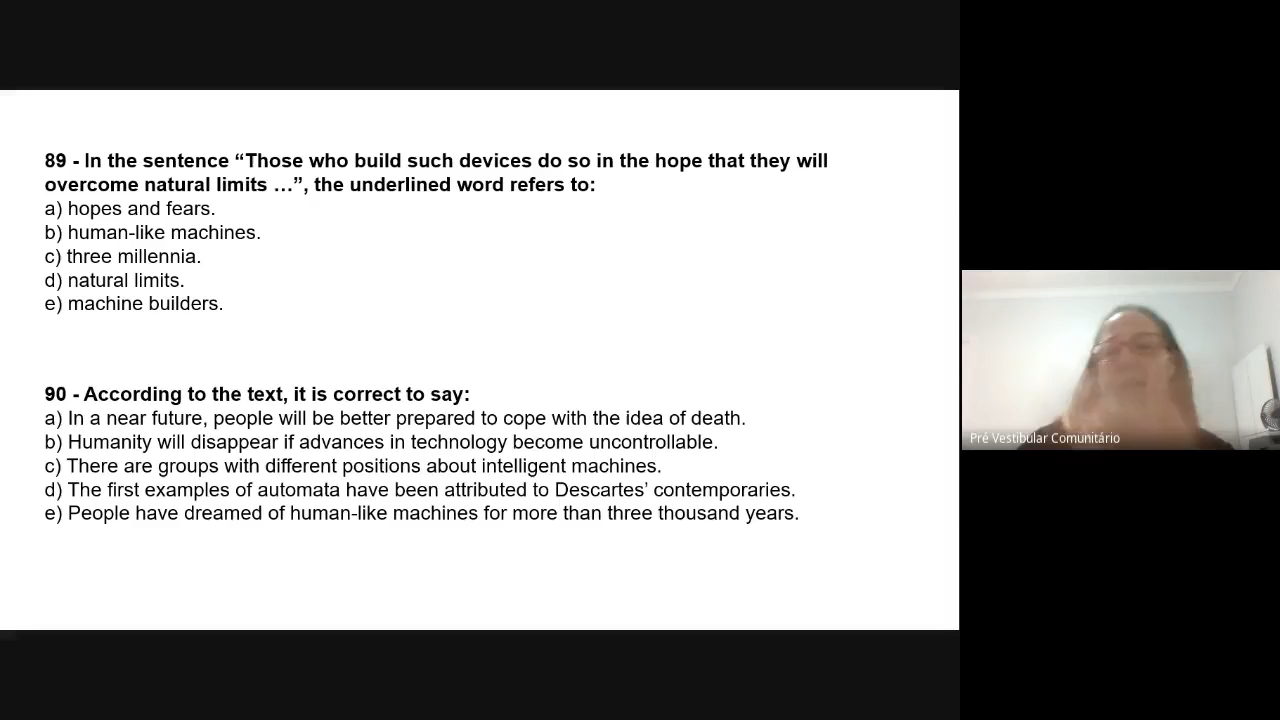 89 - In the sentence “Those who build such devices do so in the hope that they will
overcome natural limits …”, the underlined word refers to:
a) hopes and fears.
b) human-like machines.
c) three millennia.
d) natural limits.
e) machine builders.
90 - According to the text, it is correct to say:
a) In a near future, people will be better prepared to cope with the idea of death.
b) Humanity will disappear if advances in technology become uncontrollable.
c) There are groups with different positions about intelligent machines.
d) The first examples of automata have been attributed to Descartes’ contemporaries.
e) People have dreamed of human-like machines for more than three thousand years.
Pré Vestibular Comunitário